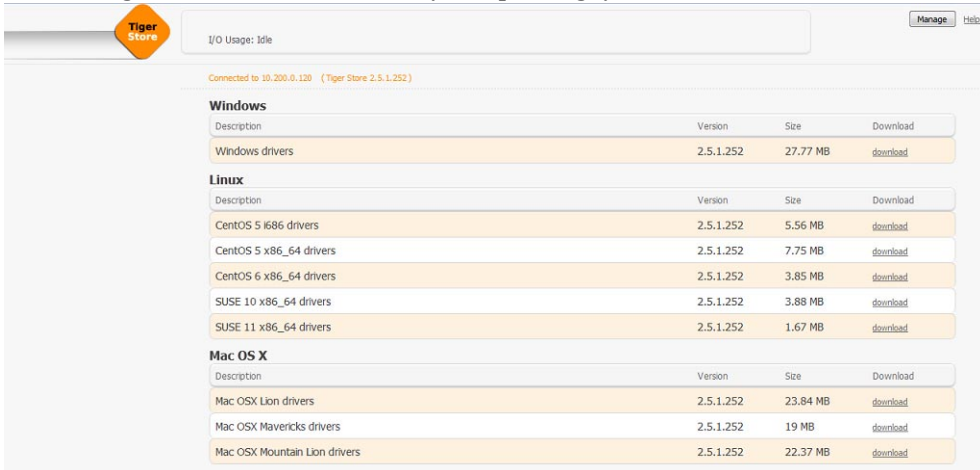 Tiger
Store
Manage Help
I/O Usage: Idle
Connected to 10.200.0.120 ( Tiger Store 2.5.1.252 )
Windows
Description Version Size Download
Windows drivers 2.5.1.252 27.77 MB download
Linux
Description Version Size Download
CentOS 5 i686 drivers 2.5.1.252 5.56 MB download
CentOS 5 x86_64 drivers 2.5.1.252 7.75 MB download
CentOS 6 x86_64 drivers 2.5.1.252 3.85 MB download
SUSE 10 x86_64 drivers 2.5.1.252 3.88 MB download
SUSE 11 x86_64 drivers 2.5.1.252 1.67 MB download
Mac OS X
Description Version Size Download
Mac OSX Lion drivers 2.5.1.252 23.84 MB download
Mac OSX Mavericks drivers 2.5.1.252 19 MB download
Mac OSX Mountain Lion drivers 2.5.1.252 22.37 MB download